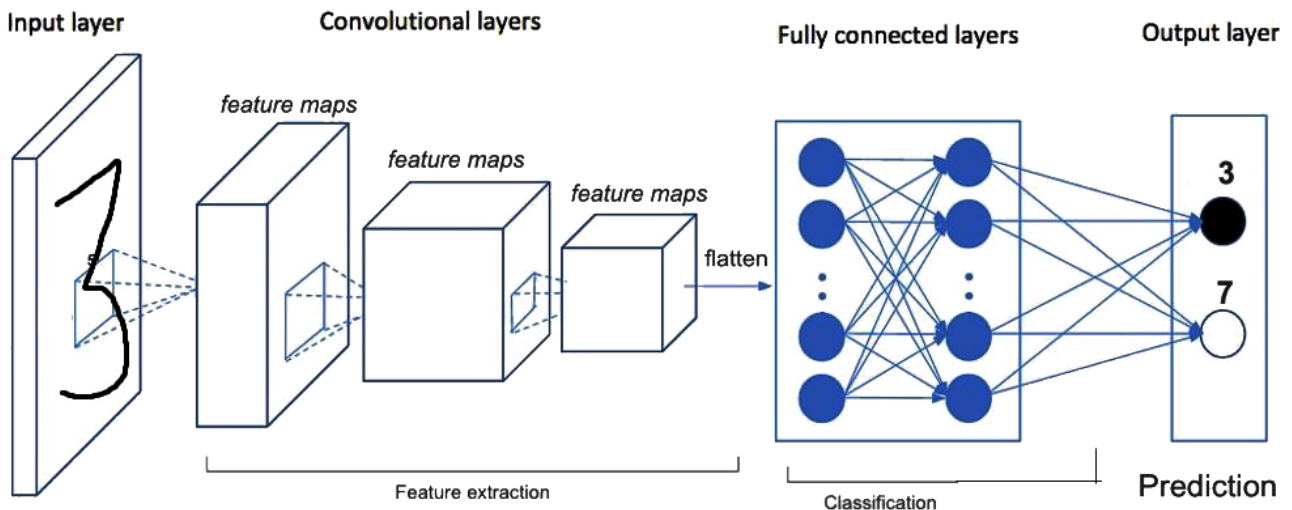 Input layer
Convolutional layers
Fully connected layers
Output layer
feature maps
feature maps
feature maps
3
flatten
3
7
Feature extraction
Classification
Prediction